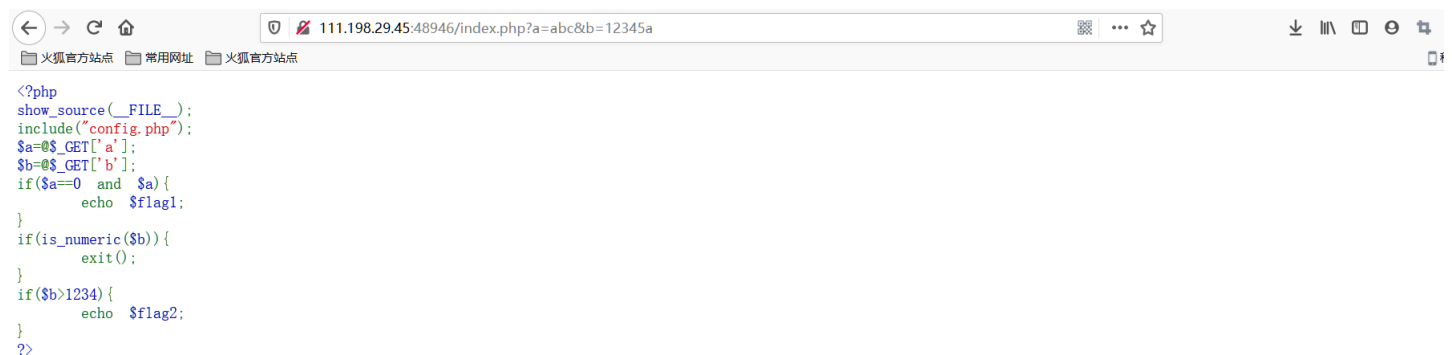 111.198.29.45:48946/index.php?a=abc&b=12345a
火狐官方站点 常用网址 火狐官方站点
<?php
show_source(__FILE__);
include("config.php");
$a=@$_GET['a'];
$b=@$_GET['b'];
if($a==0 and $a){
echo $flag1;
}
if(is_numeric($b)){
exit();
}
if($b>1234){
echo $flag2;
}
?>